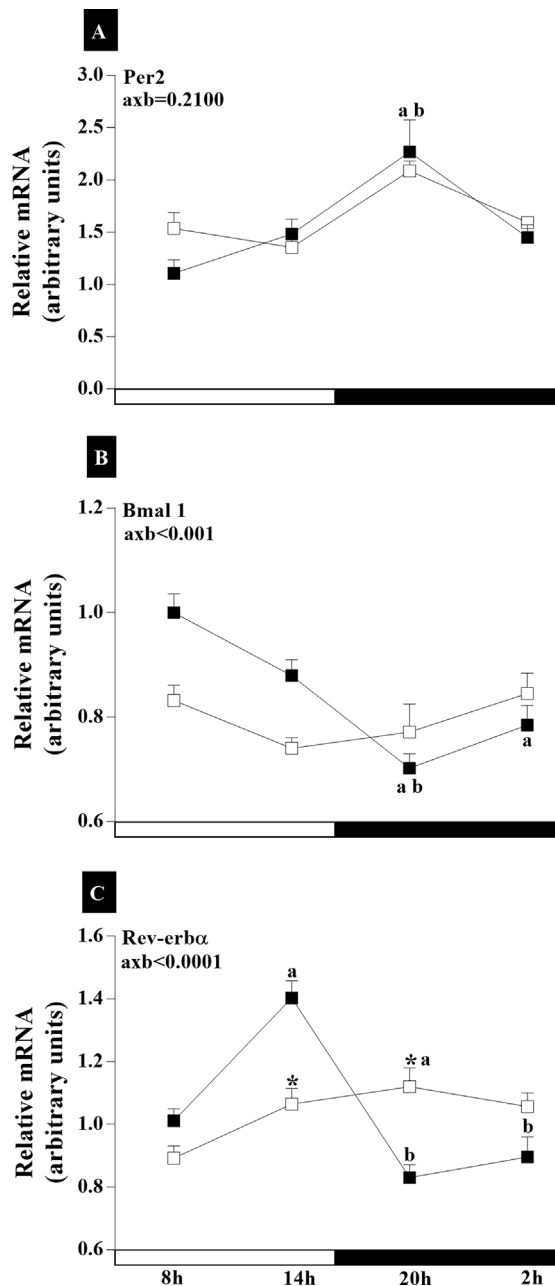 A
Per2
axb=0.2100
Relative mRNA
(arbitrary units)
3.0
2.5
2.0
1.5
1.0
0.5
0.0
a b
B
Bmal 1
axb<0.001
Relative mRNA
(arbitrary units)
1.2
1.0
0.8
0.6
a b
a
C
Rev-erbα
axb<0.0001
Relative mRNA
(arbitrary units)
1.6
1.4
1.2
1.0
0.8
0.6
a
*
* a
b
b
8h 14h 20h 2h